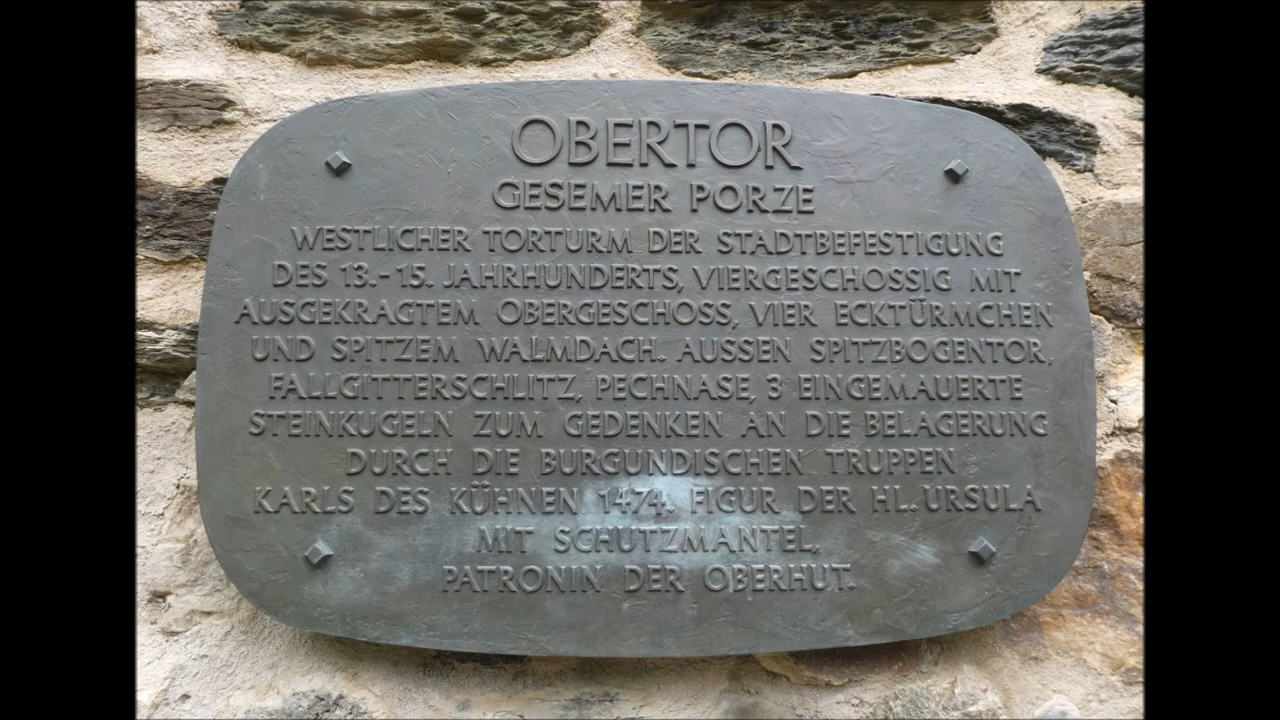 OBERTOR
GESEMER PORZE
WESTLICHER TORTURM DER STADTBEFESTIGUNG
DES 13.-15. JAHRHUNDERTS, VIERGESCHOSSIG MIT
AUSGEKRAGTEM OBERGESCHOSS, VIER ECKTÜRMCHEN
UND SPITZEM WALMDACH. AUSSEN SPITZBOGENTOR,
FALLGITTERSCHLITZ, PECHNASE, 3 EINGEMAUERTE
STEINKUGELN ZUM GEDENKEN AN DIE BELAGERUNG
DURCH DIE BURGUNDISCHEN TRUPPEN
KARLS DES KÜHNEN 1474. FIGUR DER HL. URSULA
MIT SCHUTZMANTEL,
PATRONIN DER OBERHUT.